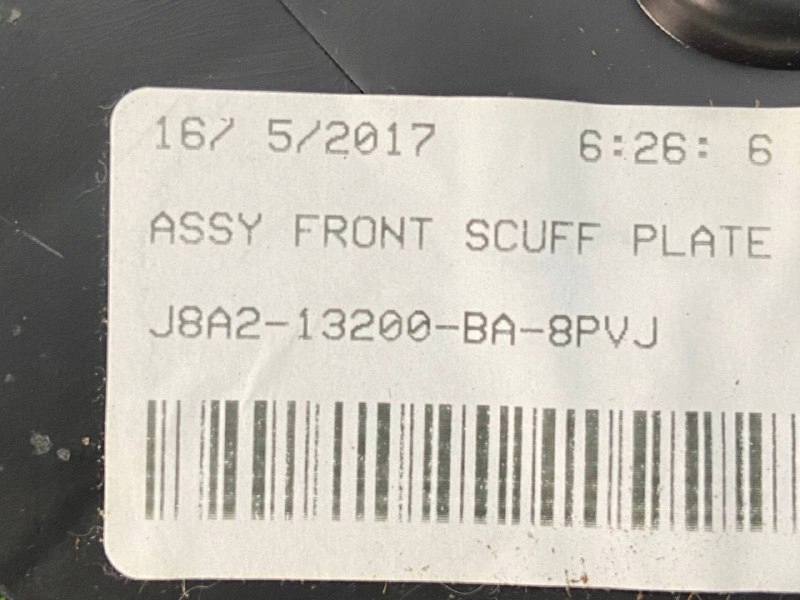 16/ 5/2017 6:26: 6
ASSY FRONT SCUFF PLATE
J8A2-13200-BA-8PVJ